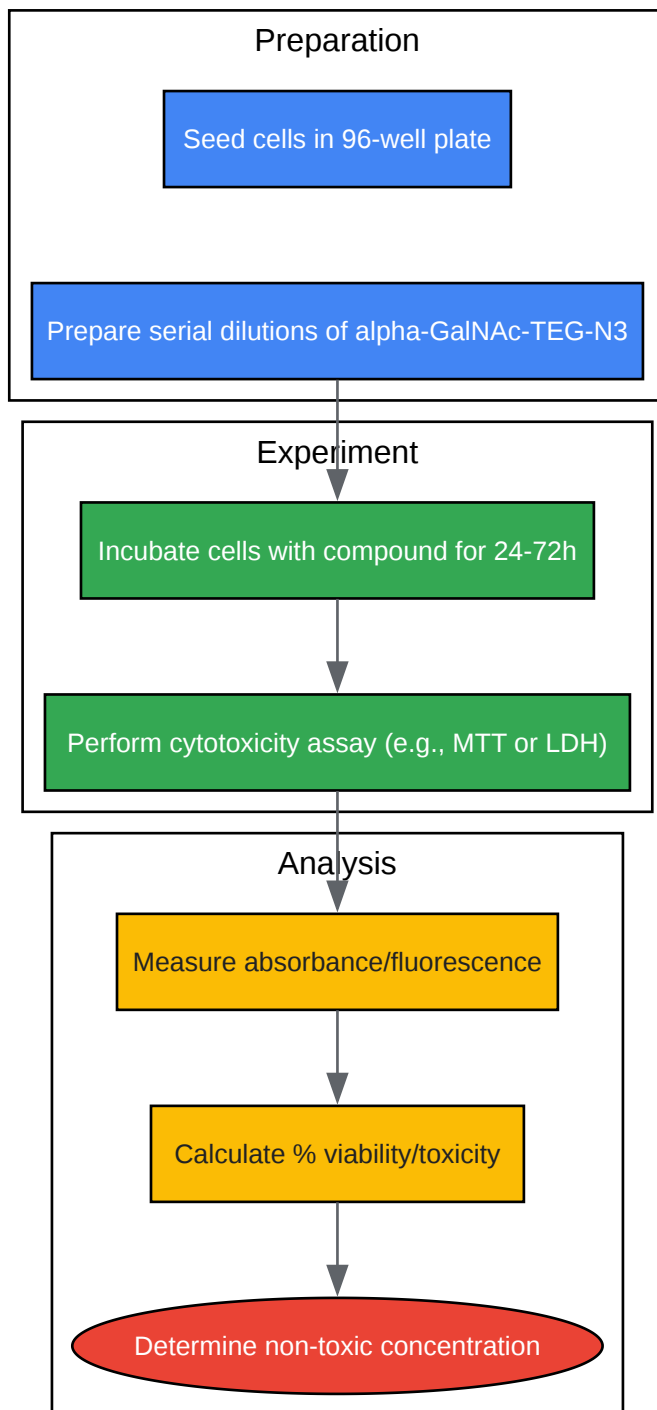 Preparation
Seed cells in 96-well plate
Prepare serial dilutions of alpha-GalNAc-TEG-N3
Experiment
Incubate cells with compound for 24-72h
Perform cytotoxicity assay (e.g., MTT or LDH)
Analysis
Measure absorbance/fluorescence
Calculate % viability/toxicity
Determine non-toxic concentration